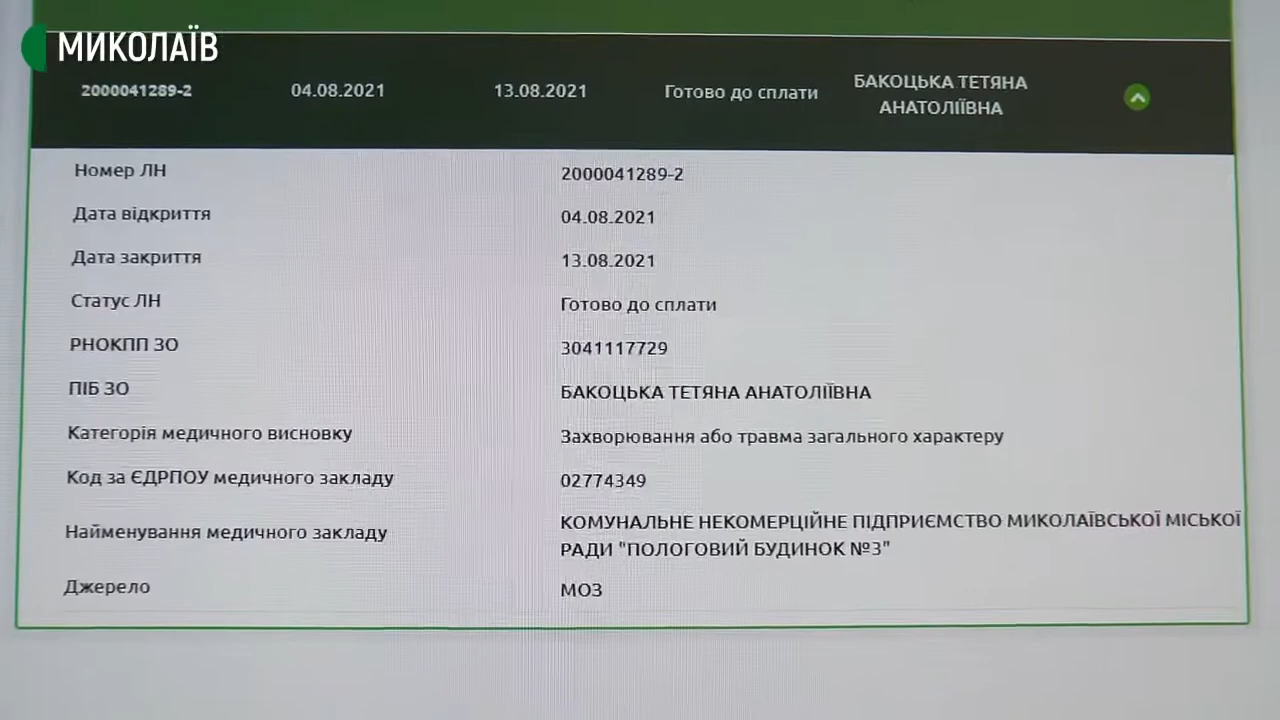 МИКОЛАЇВ
2000041289-2 04.08.2021 13.08.2021 Готово до сплати БАКОЦЬКА ТЕТЯНА
АНАТОЛІЇВНА
Номер ЛН 2000041289-2
Дата відкриття 04.08.2021
Дата закриття 13.08.2021
Статус ЛН Готово до сплати
РНОКПП ЗО 3041117729
ПІБ ЗО БАКОЦЬКА ТЕТЯНА АНАТОЛІЇВНА
Категорія медичного висновку Захворювання або травма загального характеру
Код за ЄДРПОУ медичного закладу 02774349
Найменування медичного закладу КОМУНАЛЬНЕ НЕКОМЕРЦІЙНЕ ПІДПРИЄМСТВО МИКОЛАЇВСЬКОЇ МІСЬКОЇ
РАДИ "ПОЛОГОВИЙ БУДИНОК №3"
Джерело МОЗ